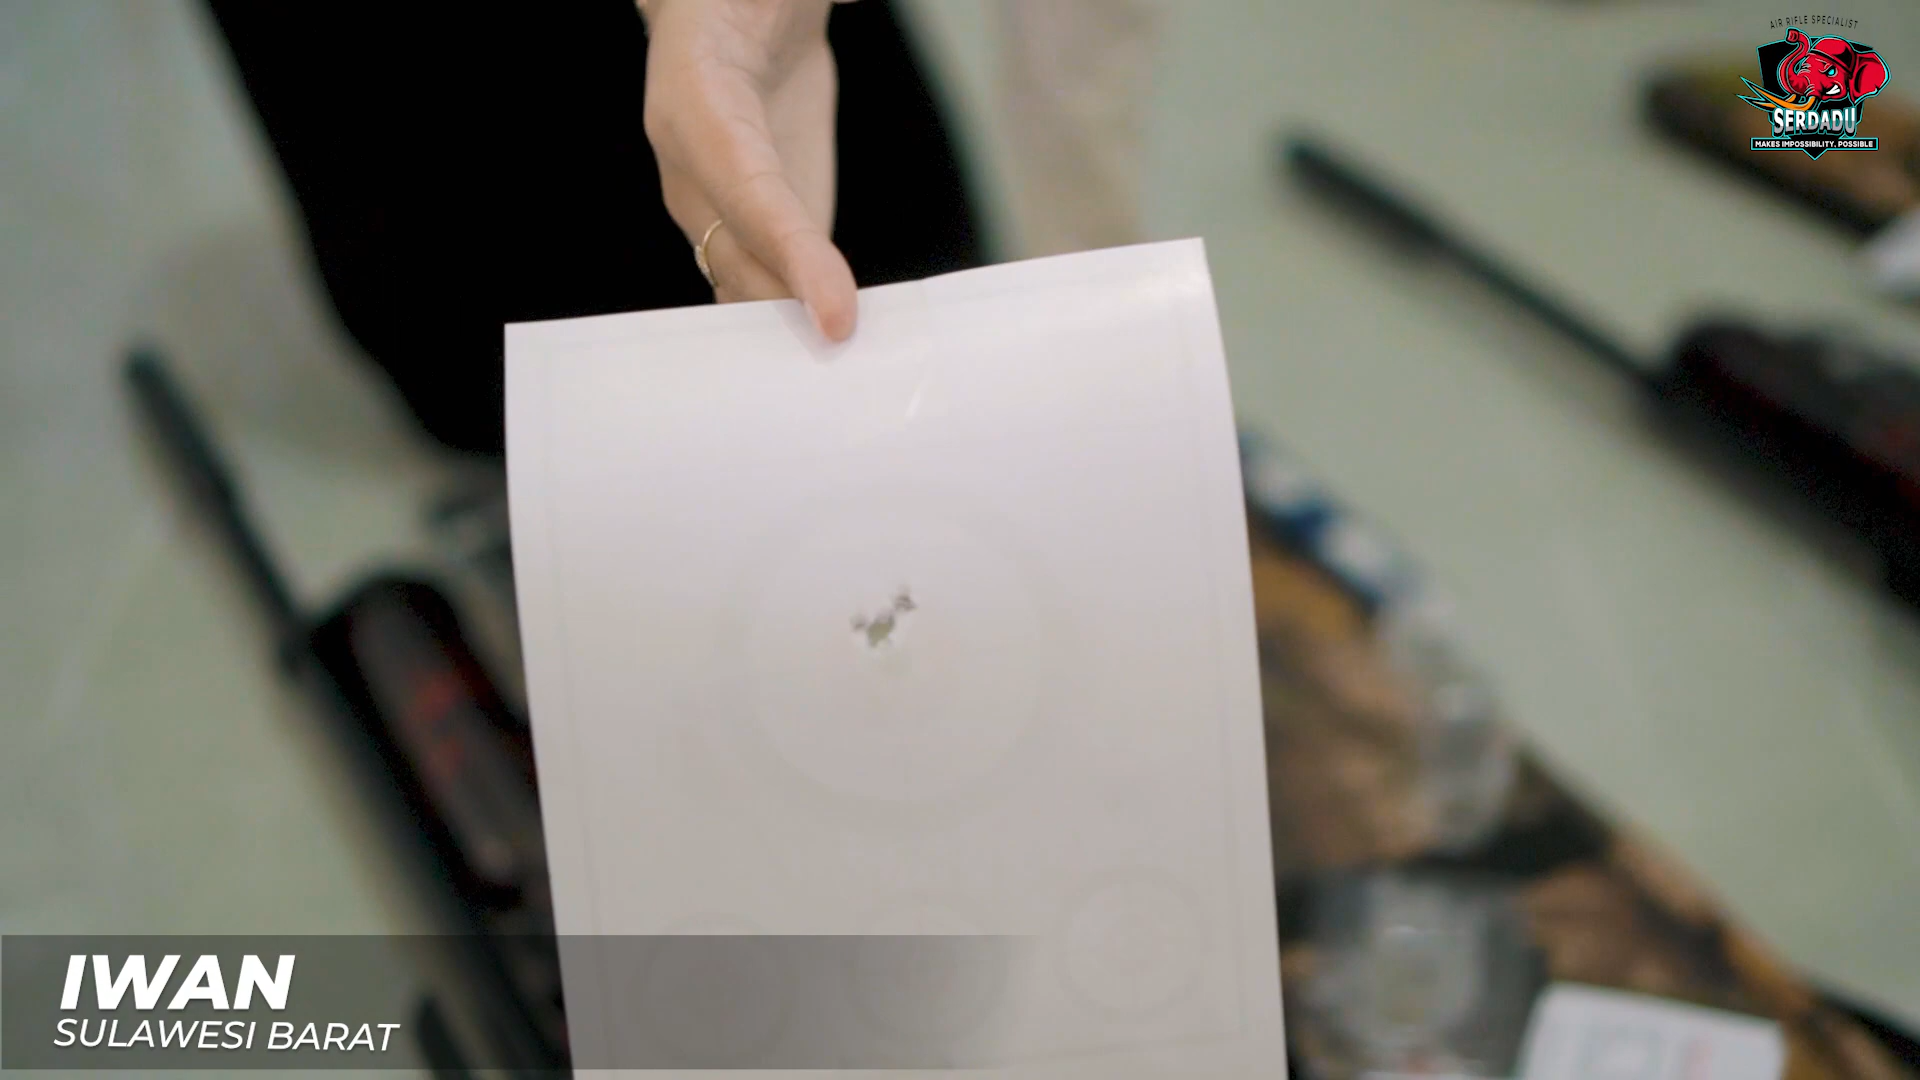 AIR RIFLE SPECIALIST
SERDADU
MAKES IMPOSSIBILITY, POSSIBLE
IWAN
SULAWESI BARAT